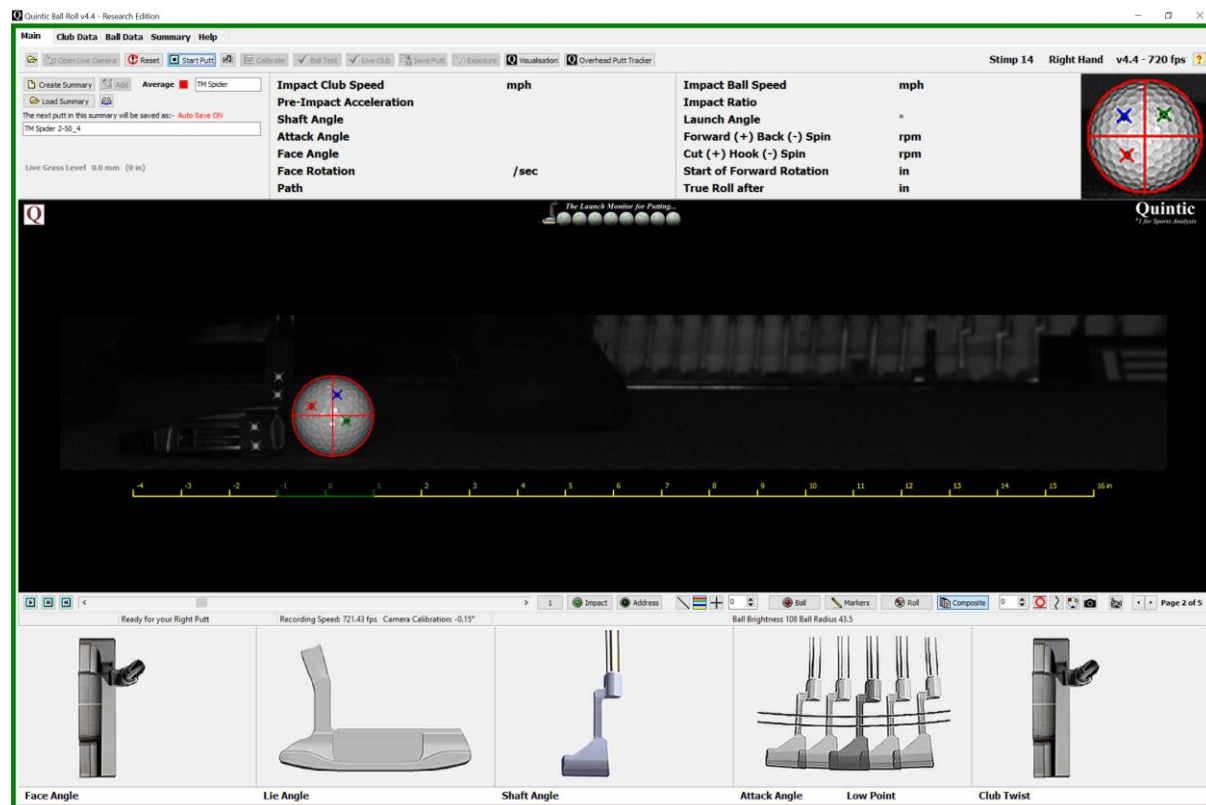 Quintic Ball Roll v4.4 - Research Edition
Main Club Data Ball Data Summary Help
Open Live Camera Reset Start Putt Calibrate Ball Test Live Club Save Putt Exposure Visualisation Overhead Putt Tracker Stimp 14 Right Hand v4.4 - 720 fps
Create Summary Add Average TM Spider
Load Summary
The next putt in this summary will be saved as:- Auto Save ON
TM Spider 2-50_4
Live Grass Level 0.0 mm (0 in)
Impact Club Speed mph
Pre-Impact Acceleration
Shaft Angle
Attack Angle
Face Angle
Face Rotation /sec
Path
Impact Ball Speed mph
Impact Ratio
Launch Angle °
Forward (+) Back (-) Spin rpm
Cut (+) Hook (-) Spin rpm
Start of Forward Rotation in
True Roll after in
Q
The Launch Monitor for Putting...
Quintic
#1 for Sports Analysis
-4 -3 -2 -1 0 1 2 3 4 5 6 7 8 9 10 11 12 13 14 15 16 in
1 Impact Address 0 Ball Markers Roll Composite 0 Page 2 of 5
Ready for your Right Putt Recording Speed: 721.43 fps Camera Calibration: -0.15° Ball Brightness 108 Ball Radius 43.5
Face Angle Lie Angle Shaft Angle Attack Angle Low Point Club Twist